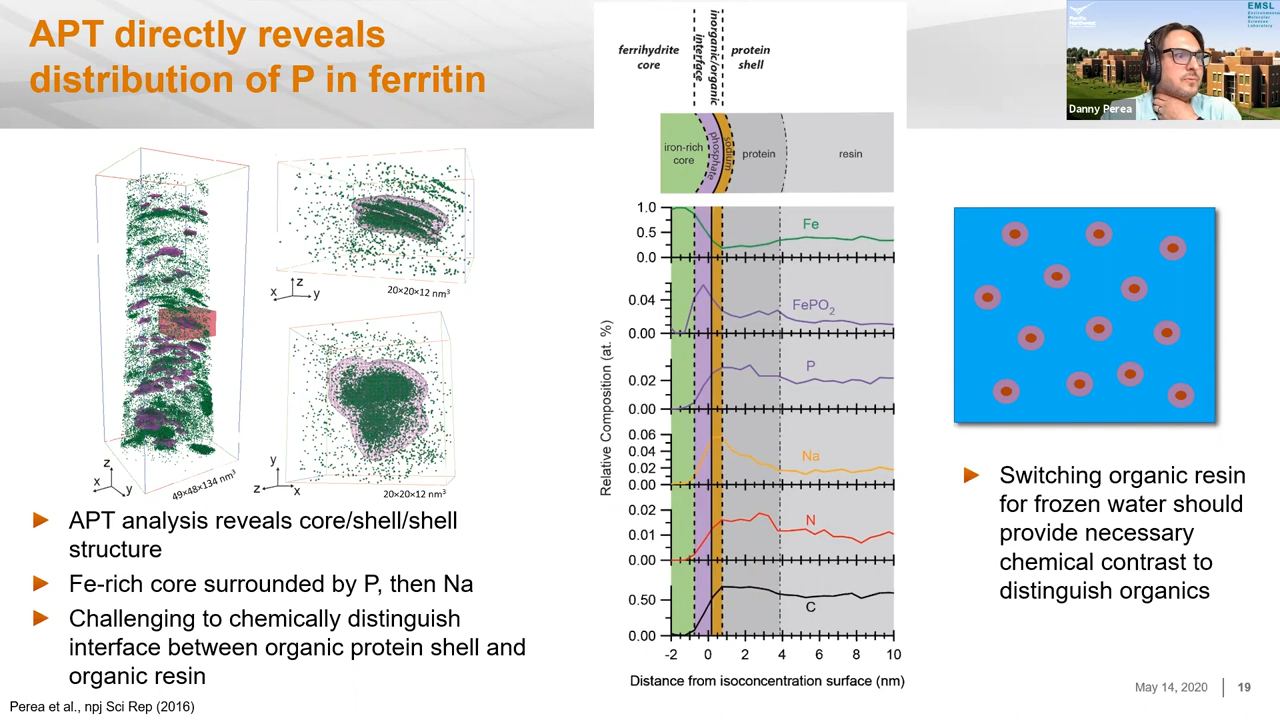 APT directly reveals
distribution of P in ferritin
z
x
y
49×48×134 nm³
z
x
y
20×20×12 nm³
y
z
x
20×20×12 nm³
► APT analysis reveals core/shell/shell
structure
► Fe-rich core surrounded by P, then Na
► Challenging to chemically distinguish
interface between organic protein shell and
organic resin
Perea et al., npj Sci Rep (2016)
ferrihydrite
core
inorganic/organic
interface
protein
shell
iron-rich
core
phosphate
sodium
protein
resin
Relative Composition (at. %)
1.0
0.5
0.0
Fe
0.04
0.00
FePO₂
0.02
0.00
P
0.06
0.04
0.02
0.00
Na
0.02
0.01
0.00
N
0.50
0.00
C
-2 0 2 4 6 8 10
Distance from isoconcentration surface (nm)
Pacific
Northwest
EMSL
Environmental
Molecular
Sciences
Laboratory
Danny Perea
► Switching organic resin
for frozen water should
provide necessary
chemical contrast to
distinguish organics
May 14, 2020 19